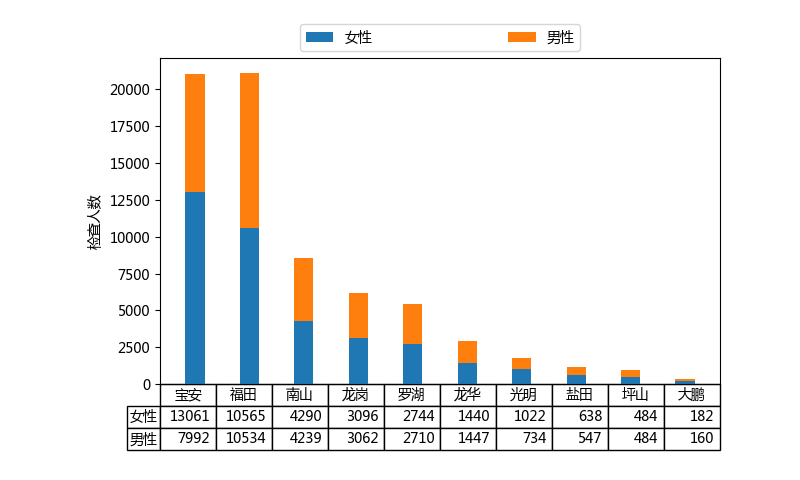 女性 男性
20000
17500
15000
12500
10000
7500
5000
2500
0
检查人数
宝安 福田 南山 龙岗 罗湖 龙华 光明 盐田 坪山 大鹏
女性 13061 10565 4290 3096 2744 1440 1022 638 484 182
男性 7992 10534 4239 3062 2710 1447 734 547 484 160